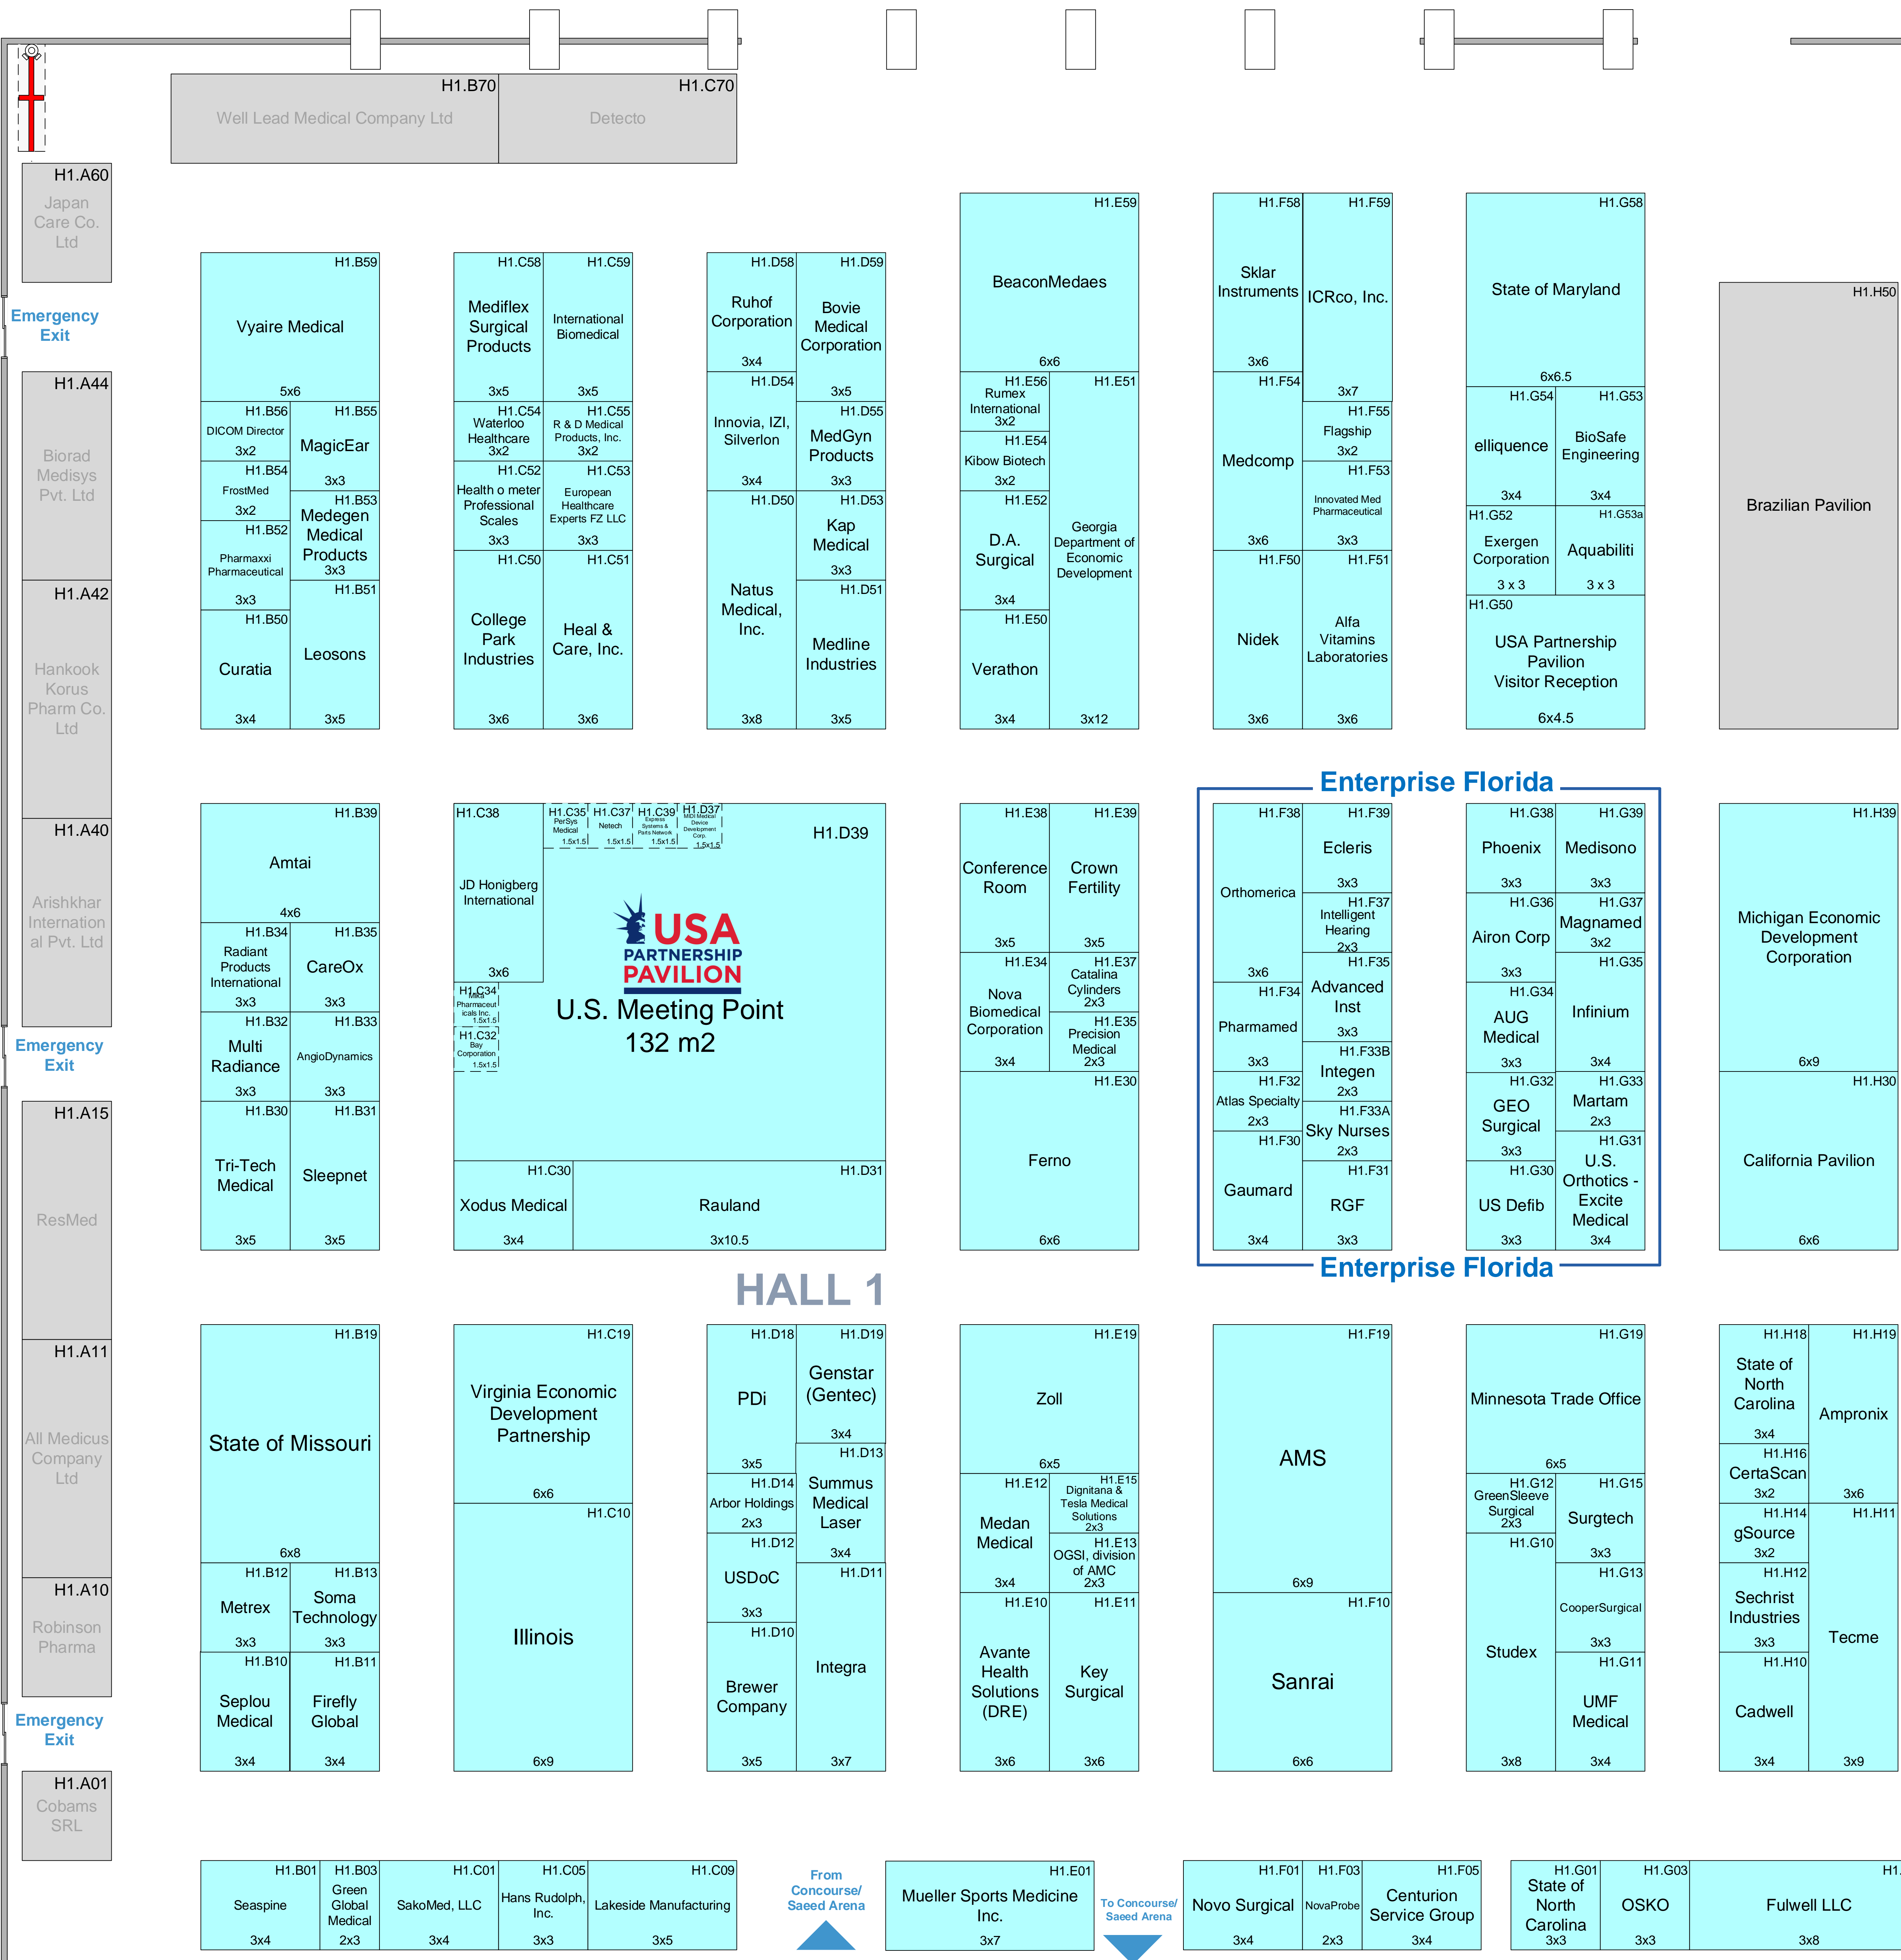 H1.B70
Well Lead Medical Company Ltd
H1.C70
Detecto
H1.A60
Japan
Care Co.
Ltd
Emergency
Exit
H1.A44
Biorad
Medisys
Pvt. Ltd
H1.A42
Hankook
Korus
Pharm Co.
Ltd
H1.A40
Arishkhar
Internation
al Pvt. Ltd
Emergency
Exit
H1.A15
ResMed
H1.A11
All Medicus
Company
Ltd
H1.A10
Robinson
Pharma
Emergency
Exit
H1.A01
Cobams
SRL
H1.B59
Vyaire Medical
5x6
H1.B56
DICOM Director
3x2
H1.B55
MagicEar
3x3
H1.B54
FrostMed
3x2
H1.B53
Medegen
Medical
Products
3x3
H1.B52
Pharmaxxi
Pharmaceutical
3x3
H1.B51
Leosons
3x5
H1.B50
Curatia
3x4
H1.C58
Mediflex
Surgical
Products
3x5
H1.C59
International
Biomedical
3x5
H1.C54
Waterloo
Healthcare
3x2
H1.C55
R & D Medical
Products, Inc.
3x2
H1.C52
Health o meter
Professional
Scales
3x3
H1.C53
European
Healthcare
Experts FZ LLC
3x3
H1.C50
College
Park
Industries
3x6
H1.C51
Heal &
Care, Inc.
3x6
H1.D58
Ruhof
Corporation
3x4
H1.D59
Bovie
Medical
Corporation
3x5
H1.D54
Innovia, IZI,
Silverlon
3x4
H1.D55
MedGyn
Products
3x3
H1.D50
Natus
Medical,
Inc.
3x8
H1.D53
Kap
Medical
3x3
H1.D51
Medline
Industries
3x5
H1.E59
BeaconMedaes
6x6
H1.E56
Rumex
International
3x2
H1.E51
Georgia
Department of
Economic
Development
3x12
H1.E54
Kibow Biotech
3x2
H1.E52
D.A.
Surgical
3x4
H1.E50
Verathon
3x4
H1.F58
Sklar
Instruments
3x6
H1.F59
ICRco, Inc.
3x7
H1.F54
Medcomp
3x6
H1.F55
Flagship
3x2
H1.F53
Innovated Med
Pharmaceutical
3x3
H1.F50
Nidek
3x6
H1.F51
Alfa
Vitamins
Laboratories
3x6
H1.G58
State of Maryland
6x6.5
H1.G54
elliquence
3x4
H1.G53
BioSafe
Engineering
3x4
H1.G52
Exergen
Corporation
3 x 3
H1.G53a
Aquabiliti
3 x 3
H1.G50
USA Partnership
Pavilion
Visitor Reception
6x4.5
H1.H50
Brazilian Pavilion
H1.B39
Amtai
4x6
H1.B34
Radiant
Products
International
3x3
H1.B35
CareOx
3x3
H1.B32
Multi
Radiance
3x3
H1.B33
AngioDynamics
3x3
H1.B30
Tri-Tech
Medical
3x5
H1.B31
Sleepnet
3x5
H1.C38
JD Honigberg
International
3x6
H1.C35
PerSys
Medical
1.5x1.5
H1.C37
Netech
1.5x1.5
H1.C39
Express
Systems &
Parts Network
1.5x1.5
H1.D37
MIDI Medical
Device
Development
Corp.
1.5x1.5
H1.D39
USA
PARTNERSHIP
PAVILION
U.S. Meeting Point
132 m2
H1.C34
Pharmaceut
icals Inc.
1.5x1.5
H1.C32
Bay
Corporation
1.5x1.5
H1.C30
Xodus Medical
3x4
H1.D31
Rauland
3x10.5
H1.E38
Conference
Room
3x5
H1.E39
Crown
Fertility
3x5
H1.E34
Nova
Biomedical
Corporation
3x4
H1.E37
Catalina
Cylinders
2x3
H1.E35
Precision
Medical
2x3
H1.E30
Ferno
6x6
Enterprise Florida
H1.F38
Orthomerica
3x6
H1.F39
Ecleris
3x3
H1.F37
Intelligent
Hearing
2x3
H1.F35
Advanced
Inst
3x3
H1.F34
Pharmamed
3x3
H1.F33B
Integen
2x3
H1.F32
Atlas Specialty
2x3
H1.F33A
Sky Nurses
2x3
H1.F30
Gaumard
3x4
H1.F31
RGF
3x3
H1.G38
Phoenix
3x3
H1.G39
Medisono
3x3
H1.G36
Airon Corp
3x3
H1.G37
Magnamed
3x2
H1.G35
Infinium
3x4
H1.G34
AUG
Medical
3x3
H1.G32
GEO
Surgical
3x3
H1.G33
Martam
2x3
H1.G30
US Defib
3x3
H1.G31
U.S.
Orthotics -
Excite
Medical
3x4
Enterprise Florida
H1.H39
Michigan Economic
Development
Corporation
6x9
H1.H30
California Pavilion
6x6
HALL 1
H1.B19
State of Missouri
6x8
H1.B12
Metrex
3x3
H1.B13
Soma
Technology
3x3
H1.B10
Seplou
Medical
3x4
H1.B11
Firefly
Global
3x4
H1.C19
Virginia Economic
Development
Partnership
6x6
H1.C10
Illinois
6x9
H1.D18
PDi
3x5
H1.D19
Genstar
(Gentec)
3x4
H1.D14
Arbor Holdings
2x3
H1.D13
Summus
Medical
Laser
3x4
H1.D12
USDoC
3x3
H1.D11
Integra
3x7
H1.D10
Brewer
Company
3x5
H1.E19
Zoll
6x5
H1.E12
Medan
Medical
3x4
H1.E15
Dignitana &
Tesla Medical
Solutions
2x3
H1.E13
OGSI, division
of AMC
2x3
H1.E10
Avante
Health
Solutions
(DRE)
3x6
H1.E11
Key
Surgical
3x6
H1.F19
AMS
6x9
H1.F10
Sanrai
6x6
H1.G19
Minnesota Trade Office
6x5
H1.G12
GreenSleeve
Surgical
2x3
H1.G15
Surgtech
3x3
H1.G10
Studex
3x8
H1.G13
CooperSurgical
3x3
H1.G11
UMF
Medical
3x4
H1.H18
State of
North
Carolina
3x4
H1.H19
Ampronix
3x6
H1.H16
CertaScan
3x2
H1.H14
gSource
3x2
H1.H11
Tecme
3x9
H1.H12
Sechrist
Industries
3x3
H1.H10
Cadwell
3x4
H1.B01
Seaspine
3x4
H1.B03
Green
Global
Medical
2x3
H1.C01
SakoMed, LLC
3x4
H1.C05
Hans Rudolph,
Inc.
3x3
H1.C09
Lakeside Manufacturing
3x5
From
Concourse/
Saeed Arena
H1.E01
Mueller Sports Medicine
Inc.
3x7
To Concourse/
Saeed Arena
H1.F01
Novo Surgical
3x4
H1.F03
NovaProbe
2x3
H1.F05
Centurion
Service Group
3x4
H1.G01
State of
North
Carolina
3x3
H1.G03
OSKO
3x3
H1.
Fulwell LLC
3x8